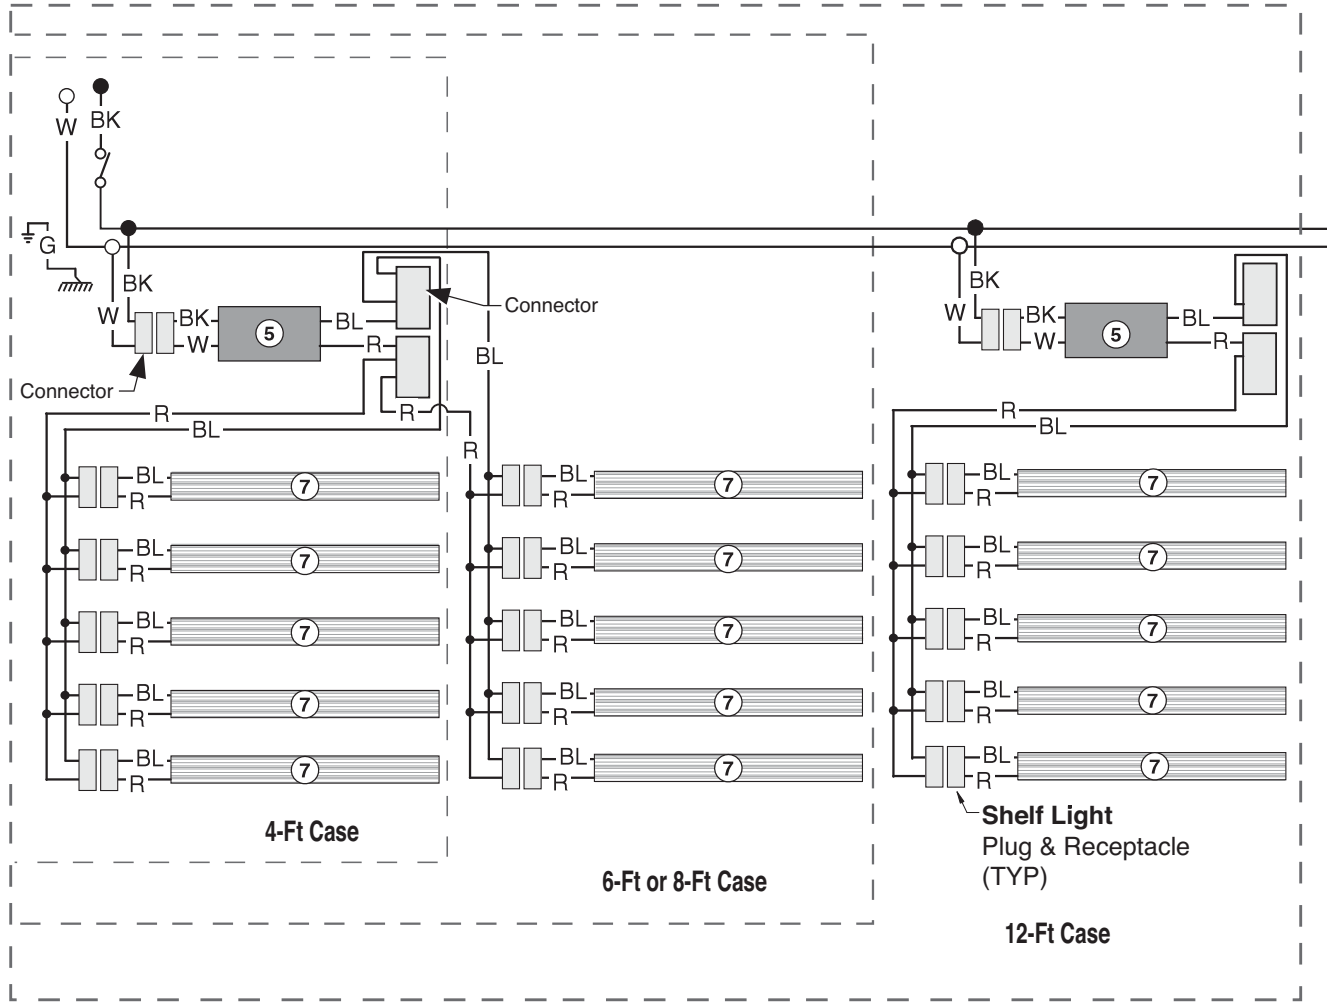 W
BK
G
BK
W
BK
W
5
BL
R
Connector
Connector
BL
R
BL
R
R
BL
R
7
BL
R
7
BL
R
7
BL
R
7
BL
R
7
4-Ft Case
BL
R
7
BL
R
7
BL
R
7
BL
R
7
BL
R
7
6-Ft or 8-Ft Case
BK
W
BK
W
5
BL
R
R
BL
BL
R
7
BL
R
7
BL
R
7
BL
R
7
BL
R
7
Shelf Light
Plug & Receptacle
(TYP)
12-Ft Case